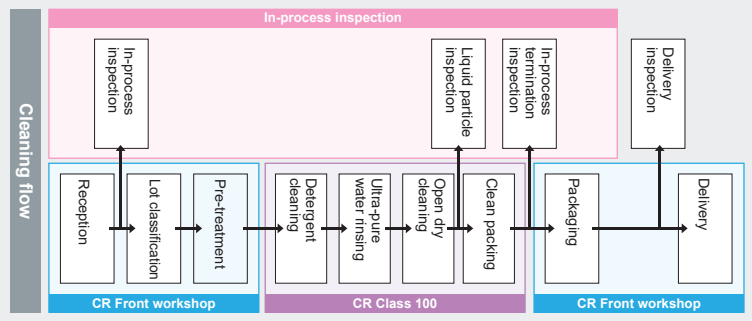 Cleaning flow
In-process inspection
In-process
inspection
Liquid particle
inspection
In-process
termination
inspection
Delivery
inspection
Reception
Lot classification
Pre-treatment
Detergent
cleaning
Ultra-pure
water rinsing
Open dry
cleaning
Clean packing
Packaging
Delivery
CR Front workshop
CR Class 100
CR Front workshop